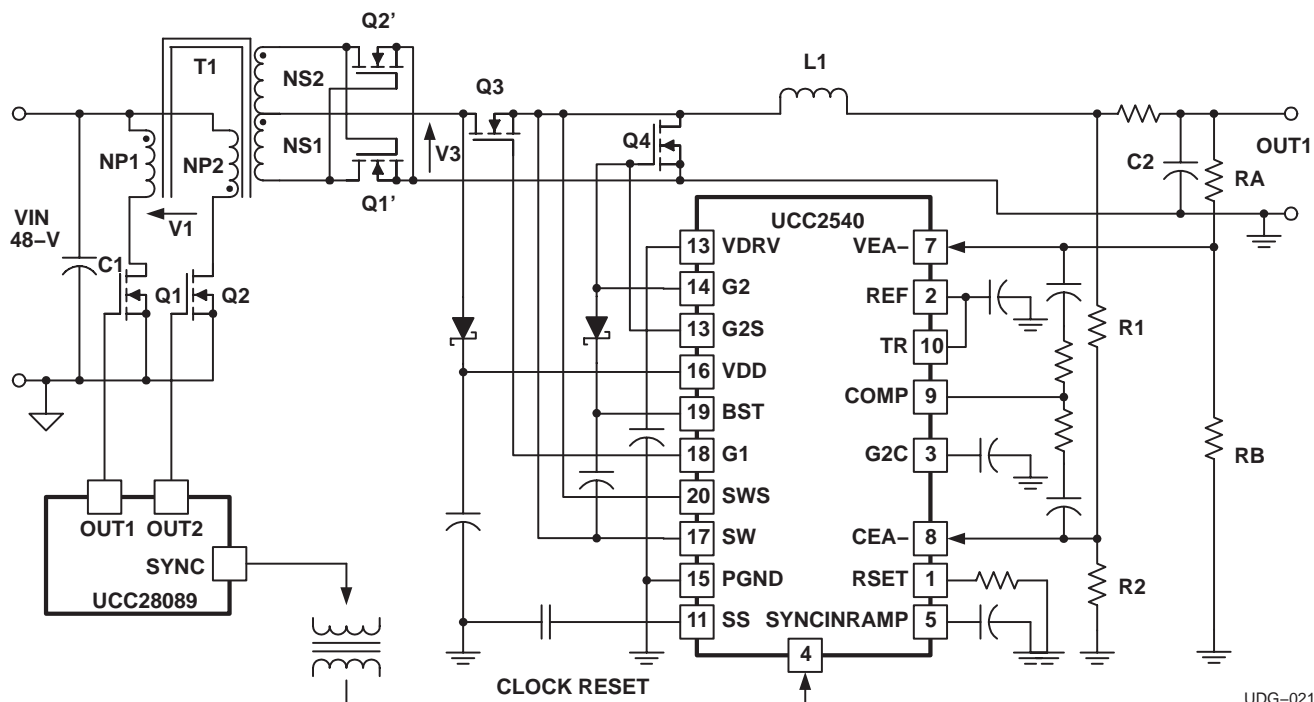 Q2'
T1
NS2
Q3
L1
NP1
NP2
NS1
V3
Q4
C2
OUT1
RA
Q1'
V1
VIN
48–V
C1
Q1
Q2
UCC2540
13 VDRV
VEA– 7
14 G2
REF 2
13 G2S
TR 10
R1
16 VDD
COMP 9
19 BST
18 G1
G2C 3
RB
20 SWS
17 SW
CEA– 8
15 PGND
RSET 1
R2
11 SS
SYNCINRAMP 5
4
OUT1
OUT2
SYNC
UCC28089
CLOCK RESET
UDG–021